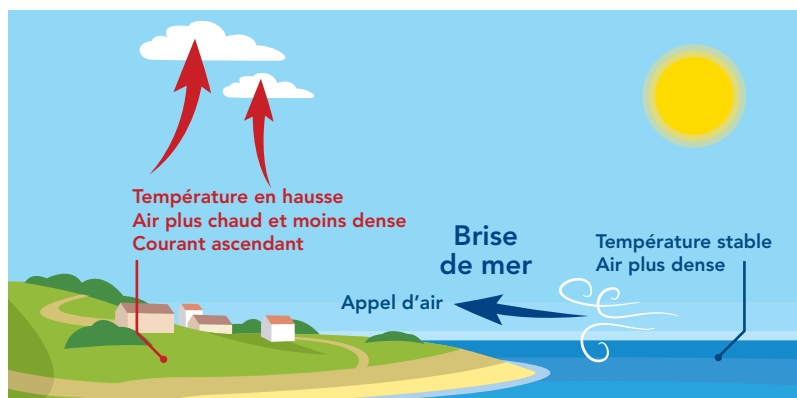 Température en hausse
Air plus chaud et moins dense
Courant ascendant
Brise
de mer
Appel d'air
Température stable
Air plus dense